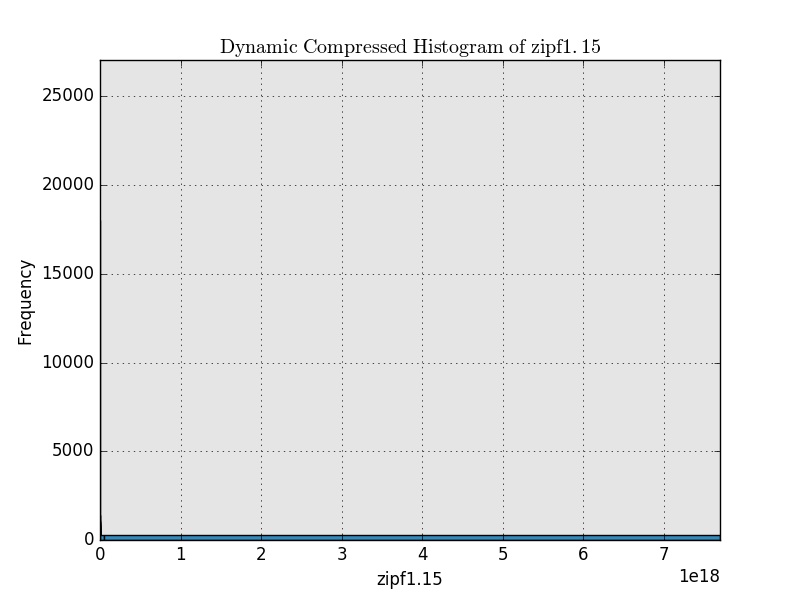 Dynamic Compressed Histogram of zipf1.15
25000
20000
15000
10000
5000
0
Frequency
0 1 2 3 4 5 6 7
1e18
zipf1.15